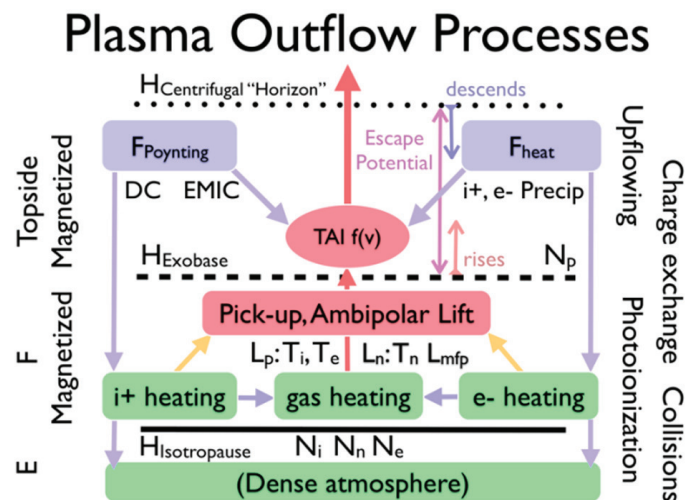 Plasma Outflow Processes
HCentrifugal “Horizon”
descends
FPoynting
Escape
Potential
Fheat
DC EMIC
i+, e- Precip
TAI f(v)
HExobase
rises
Np
Pick-up, Ambipolar Lift
Lp:Ti,Te Ln:Tn Lmfp
i+ heating
gas heating
e- heating
HIsotropause Ni Nn Ne
(Dense atmosphere)
Topside
Magnetized
F
Magnetized
E
Upflowing
Charge exchange
Photoionization
Collisions